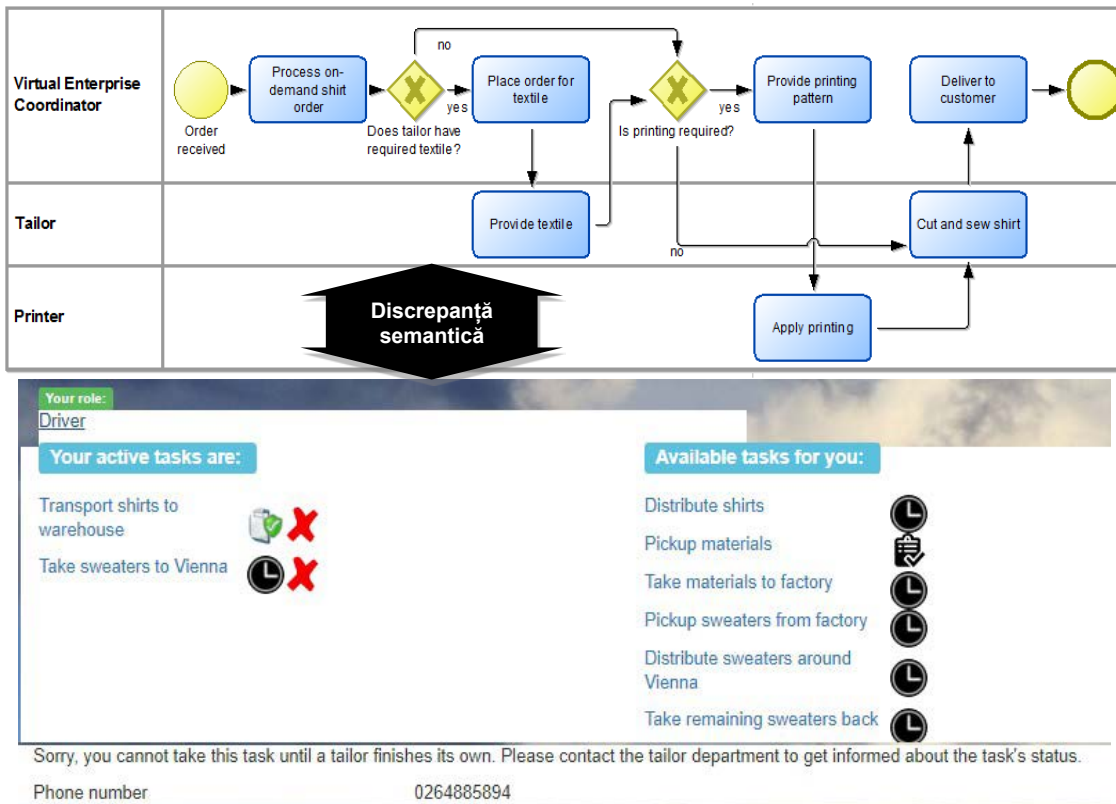 no
Virtual Enterprise
Coordinator
Order
received
Process on-
demand shirt
order
Does tailor have
required textile?
yes
Place order for
textile
Is printing required?
yes
Provide printing
pattern
Deliver to
customer
Tailor
Provide textile
no
Cut and sew shirt
Printer
Discrepanță
semantică
Apply printing
Your role:
Driver
Your active tasks are:
Transport shirts to
warehouse
Take sweaters to Vienna
Available tasks for you:
Distribute shirts
Pickup materials
Take materials to factory
Pickup sweaters from factory
Distribute sweaters around
Vienna
Take remaining sweaters back
Sorry, you cannot take this task until a tailor finishes its own. Please contact the tailor department to get informed about the task's status.
Phone number 0264885894